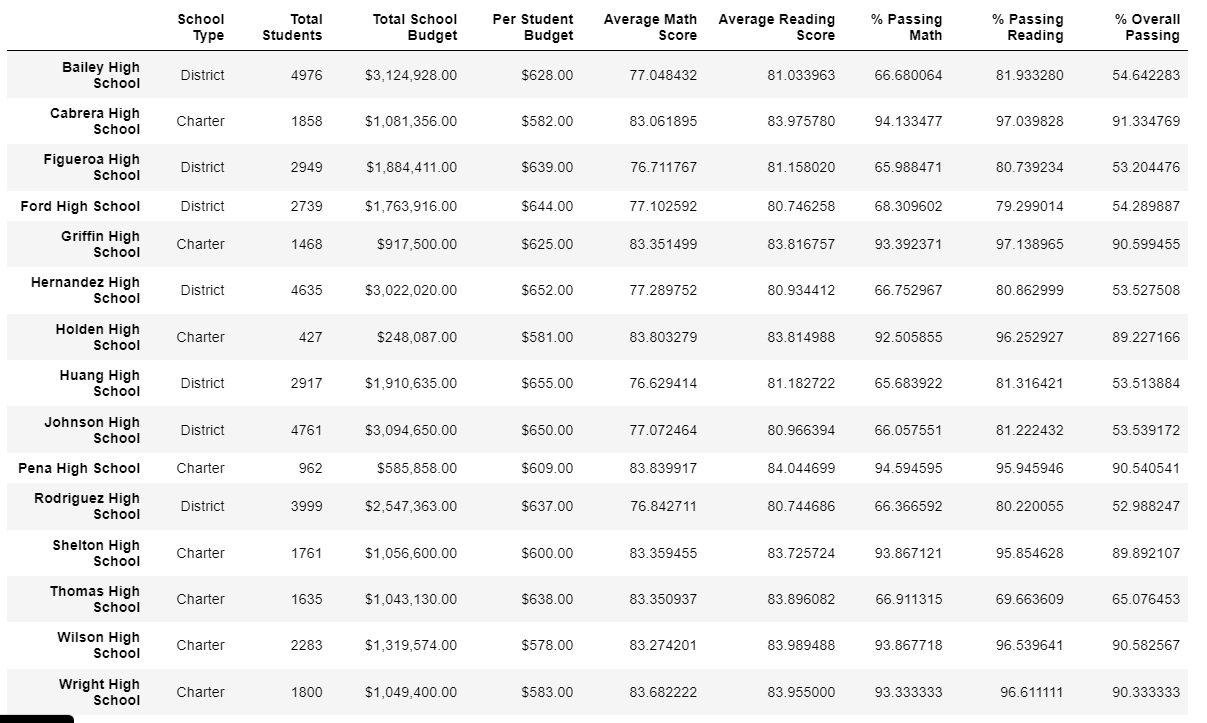 School Type Total Students Total School Budget Per Student Budget Average Math Score Average Reading Score % Passing Math % Passing Reading % Overall Passing
Bailey High School District 4976 $3,124,928.00 $628.00 77.048432 81.033963 66.680064 81.933280 54.642283
Cabrera High School Charter 1858 $1,081,356.00 $582.00 83.061895 83.975780 94.133477 97.039828 91.334769
Figueroa High School District 2949 $1,884,411.00 $639.00 76.711767 81.158020 65.988471 80.739234 53.204476
Ford High School District 2739 $1,763,916.00 $644.00 77.102592 80.746258 68.309602 79.299014 54.289887
Griffin High School Charter 1468 $917,500.00 $625.00 83.351499 83.816757 93.392371 97.138965 90.599455
Hernandez High School District 4635 $3,022,020.00 $652.00 77.289752 80.934412 66.752967 80.862999 53.527508
Holden High School Charter 427 $248,087.00 $581.00 83.803279 83.814988 92.505855 96.252927 89.227166
Huang High School District 2917 $1,910,635.00 $655.00 76.629414 81.182722 65.683922 81.316421 53.513884
Johnson High School District 4761 $3,094,650.00 $650.00 77.072464 80.966394 66.057551 81.222432 53.539172
Pena High School Charter 962 $585,858.00 $609.00 83.839917 84.044699 94.594595 95.945946 90.540541
Rodriguez High School District 3999 $2,547,363.00 $637.00 76.842711 80.744686 66.366592 80.220055 52.988247
Shelton High School Charter 1761 $1,056,600.00 $600.00 83.359455 83.725724 93.867121 95.854628 89.892107
Thomas High School Charter 1635 $1,043,130.00 $638.00 83.350937 83.896082 66.911315 69.663609 65.076453
Wilson High School Charter 2283 $1,319,574.00 $578.00 83.274201 83.989488 93.867718 96.539641 90.582567
Wright High School Charter 1800 $1,049,400.00 $583.00 83.682222 83.955000 93.333333 96.611111 90.333333